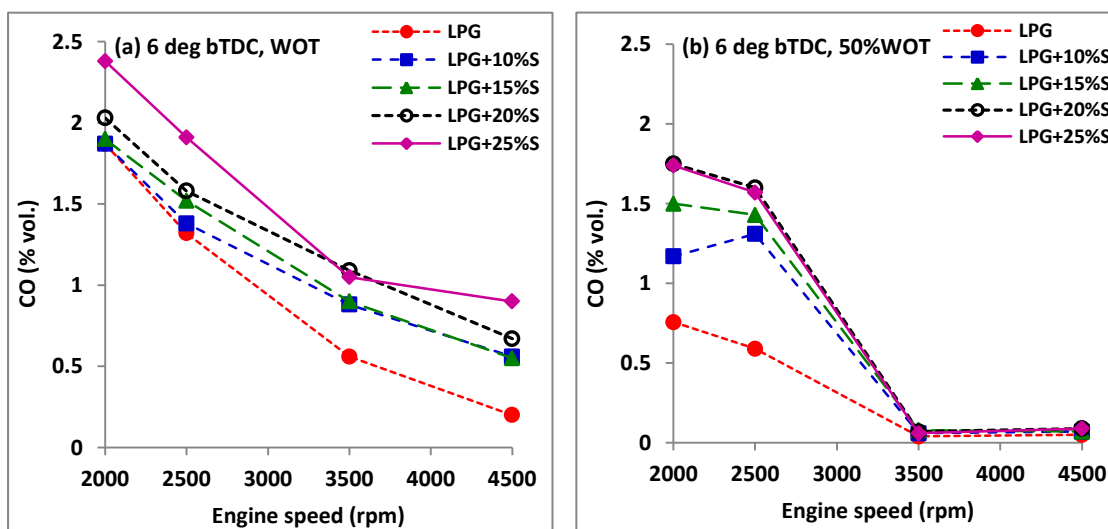 (a) 6 deg bTDC, WOT
LPG
LPG+10%S
LPG+15%S
LPG+20%S
LPG+25%S
2.5
2
1.5
1
0.5
0
CO (% vol.)
2000 2500 3000 3500 4000 4500
Engine speed (rpm)
(b) 6 deg bTDC, 50%WOT
LPG
LPG+10%S
LPG+15%S
LPG+20%S
LPG+25%S
2.5
2
1.5
1
0.5
0
CO (% vol.)
2000 2500 3000 3500 4000 4500
Engine speed (rpm)